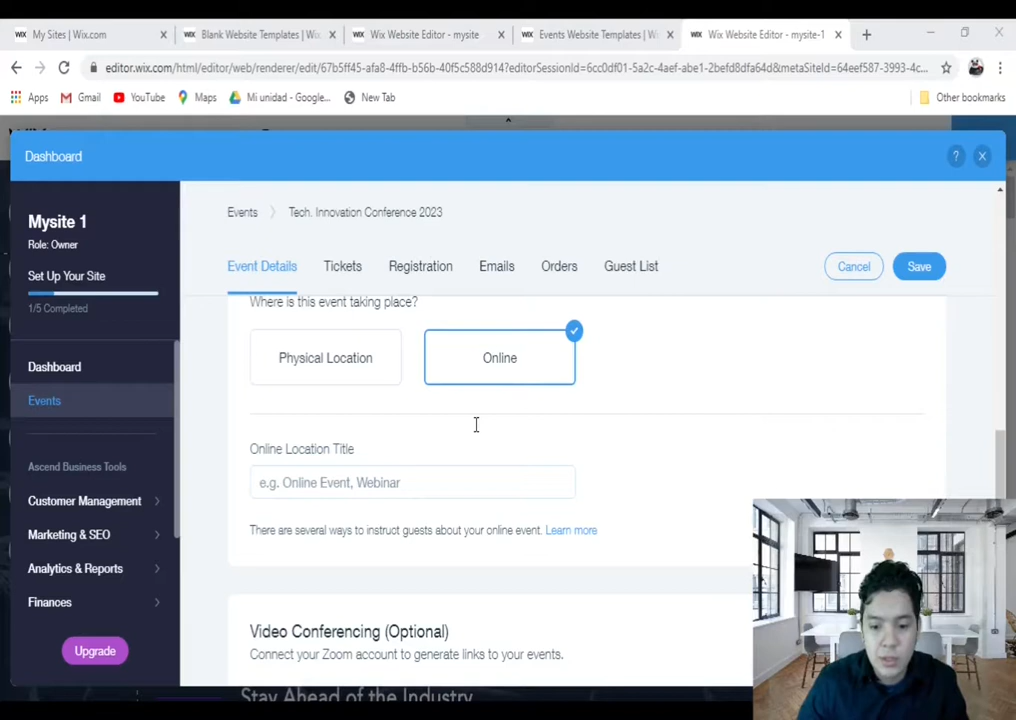 WIX My Sites | Wix.com
WIX Blank Website Templates | WIX
WIX Wix Website Editor - mysite
WIX Events Website Templates | W
WIX Wix Website Editor - mysite-1
editor.wix.com/html/editor/web/renderer/edit/67b5ff45-afa8-4ffb-b56b-40f5c588d914?editorSessionId=6cc0df01-5a2c-4aef-abe1-2befd8dfa64d&metaSiteId=64eef587-3993-4c...
Apps Gmail YouTube Maps Mi unidad - Google... New Tab Other bookmarks
Dashboard ?
Mysite 1
Role: Owner
Set Up Your Site
1/5 Completed
Dashboard
Events
Ascend Business Tools
Customer Management
Marketing & SEO
Analytics & Reports
Finances
Upgrade
Events Tech. Innovation Conference 2023
Event Details Tickets Registration Emails Orders Guest List Cancel Save
Where is this event taking place?
Physical Location Online
Online Location Title
e.g. Online Event, Webinar
There are several ways to instruct guests about your online event. Learn more
Video Conferencing (Optional)
Connect your Zoom account to generate links to your events.
Stay Ahead of the Industry